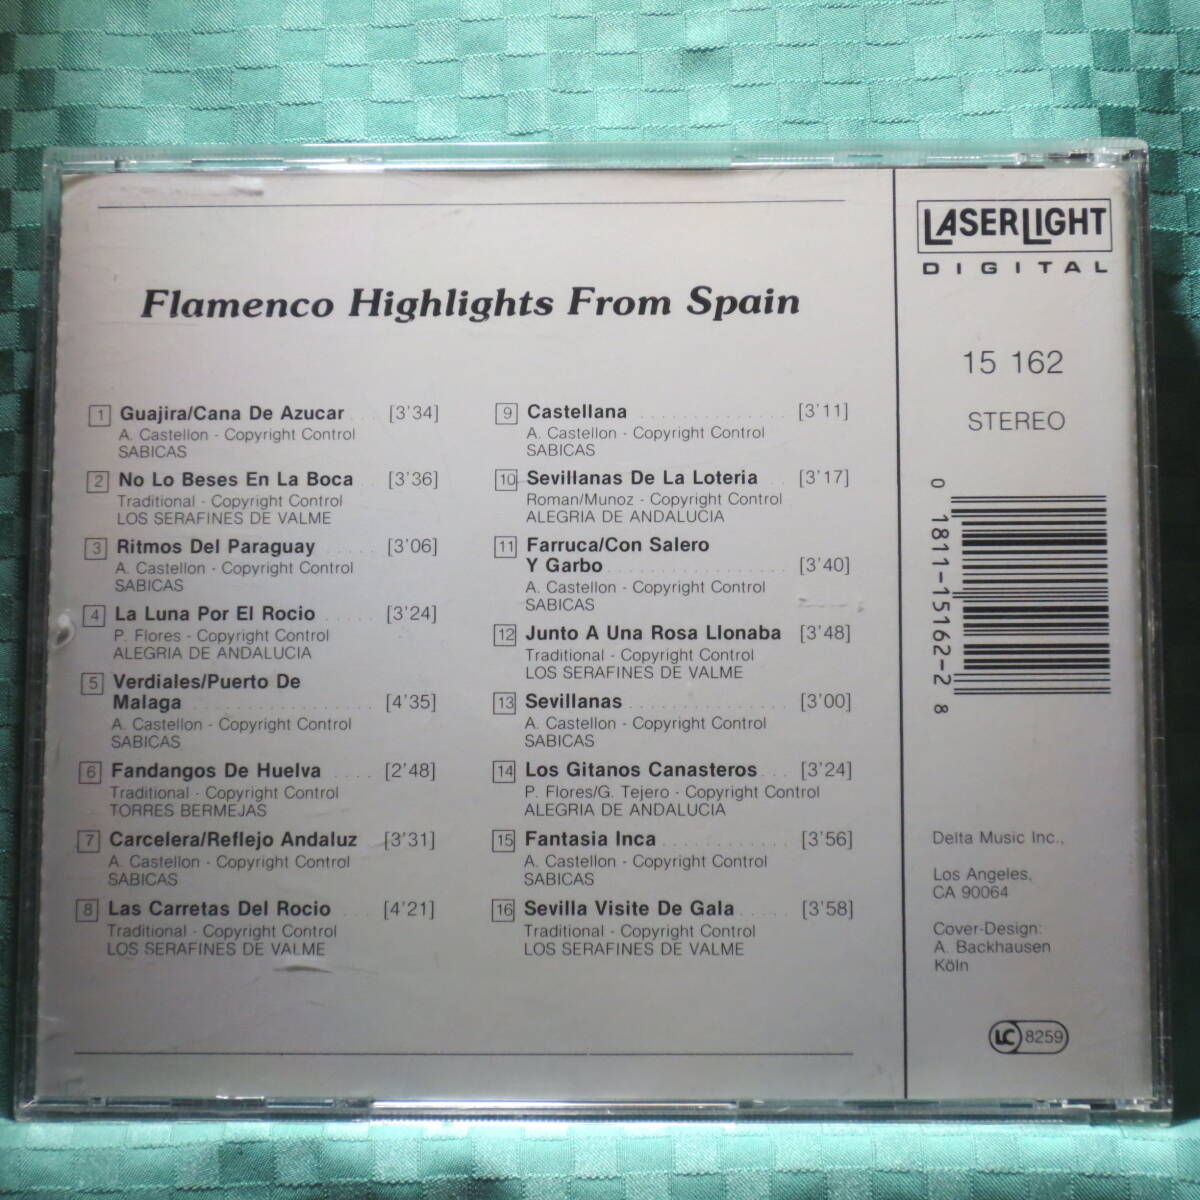 Flamenco Highlights From Spain
1 Guajira/Cana De Azucar . . . [3'34]
A. Castellon - Copyright Control
SABICAS
2 No Lo Beses En La Boca . . [3'36]
Traditional - Copyright Control
LOS SERAFINES DE VALME
3 Ritmos Del Paraguay . . . . . [3'06]
A. Castellon - Copyright Control
SABICAS
4 La Luna Por El Rocio . . . . . [3'24]
P. Flores - Copyright Control
ALEGRIA DE ANDALUCIA
5 Verdiales/Puerto De
Malaga . . . . . . . . . . . . . . . . . [4'35]
A. Castellon - Copyright Control
SABICAS
6 Fandangos De Huelva . . . . [2'48]
Traditional - Copyright Control
TORRES BERMEJAS
7 Carcelera/Reflejo Andaluz [3'31]
A. Castellon - Copyright Control
SABICAS
8 Las Carretas Del Rocio . . . [4'21]
Traditional - Copyright Control
LOS SERAFINES DE VALME
9 Castellana . . . . . . . . . . . . . . [3'11]
A. Castellon - Copyright Control
SABICAS
10 Sevillanas De La Loteria . . [3'17]
Roman/Munoz - Copyright Control
ALEGRIA DE ANDALUCIA
11 Farruca/Con Salero
Y Garbo . . . . . . . . . . . . . . . . . [3'40]
A. Castellon - Copyright Control
SABICAS
12 Junto A Una Rosa Llonaba [3'48]
Traditional - Copyright Control
LOS SERAFINES DE VALME
13 Sevillanas . . . . . . . . . . . . . . . [3'00]
A. Castellon - Copyright Control
SABICAS
14 Los Gitanos Canasteros . . . [3'24]
P. Flores/G. Tejero - Copyright Control
ALEGRIA DE ANDALUCIA
15 Fantasia Inca . . . . . . . . . . . . [3'56]
A. Castellon - Copyright Control
SABICAS
16 Sevilla Visite De Gala . . . . . [3'58]
Traditional - Copyright Control
LOS SERAFINES DE VALME
LASERLIGHT
DIGITAL
15 162
STEREO
0 1811-15162-2 8
Delta Music Inc.,
Los Angeles,
CA 90064
Cover-Design:
A. Backhausen
Köln
LC 8259